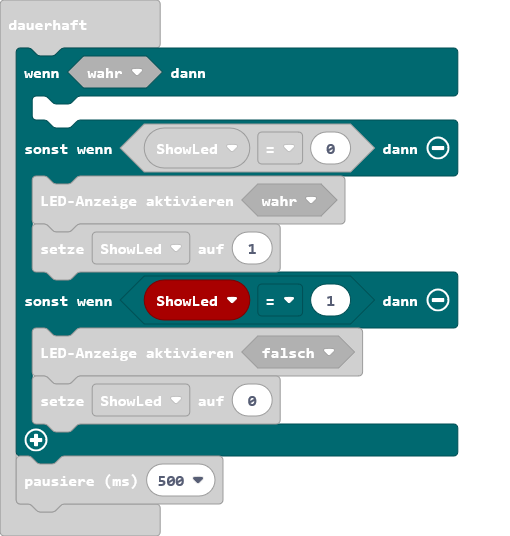 dauerhaft
wenn wahr dann
sonst wenn ShowLed = 0 dann
LED-Anzeige aktivieren wahr
setze ShowLed auf 1
sonst wenn ShowLed = 1 dann
LED-Anzeige aktivieren falsch
setze ShowLed auf 0
pausiere (ms) 500